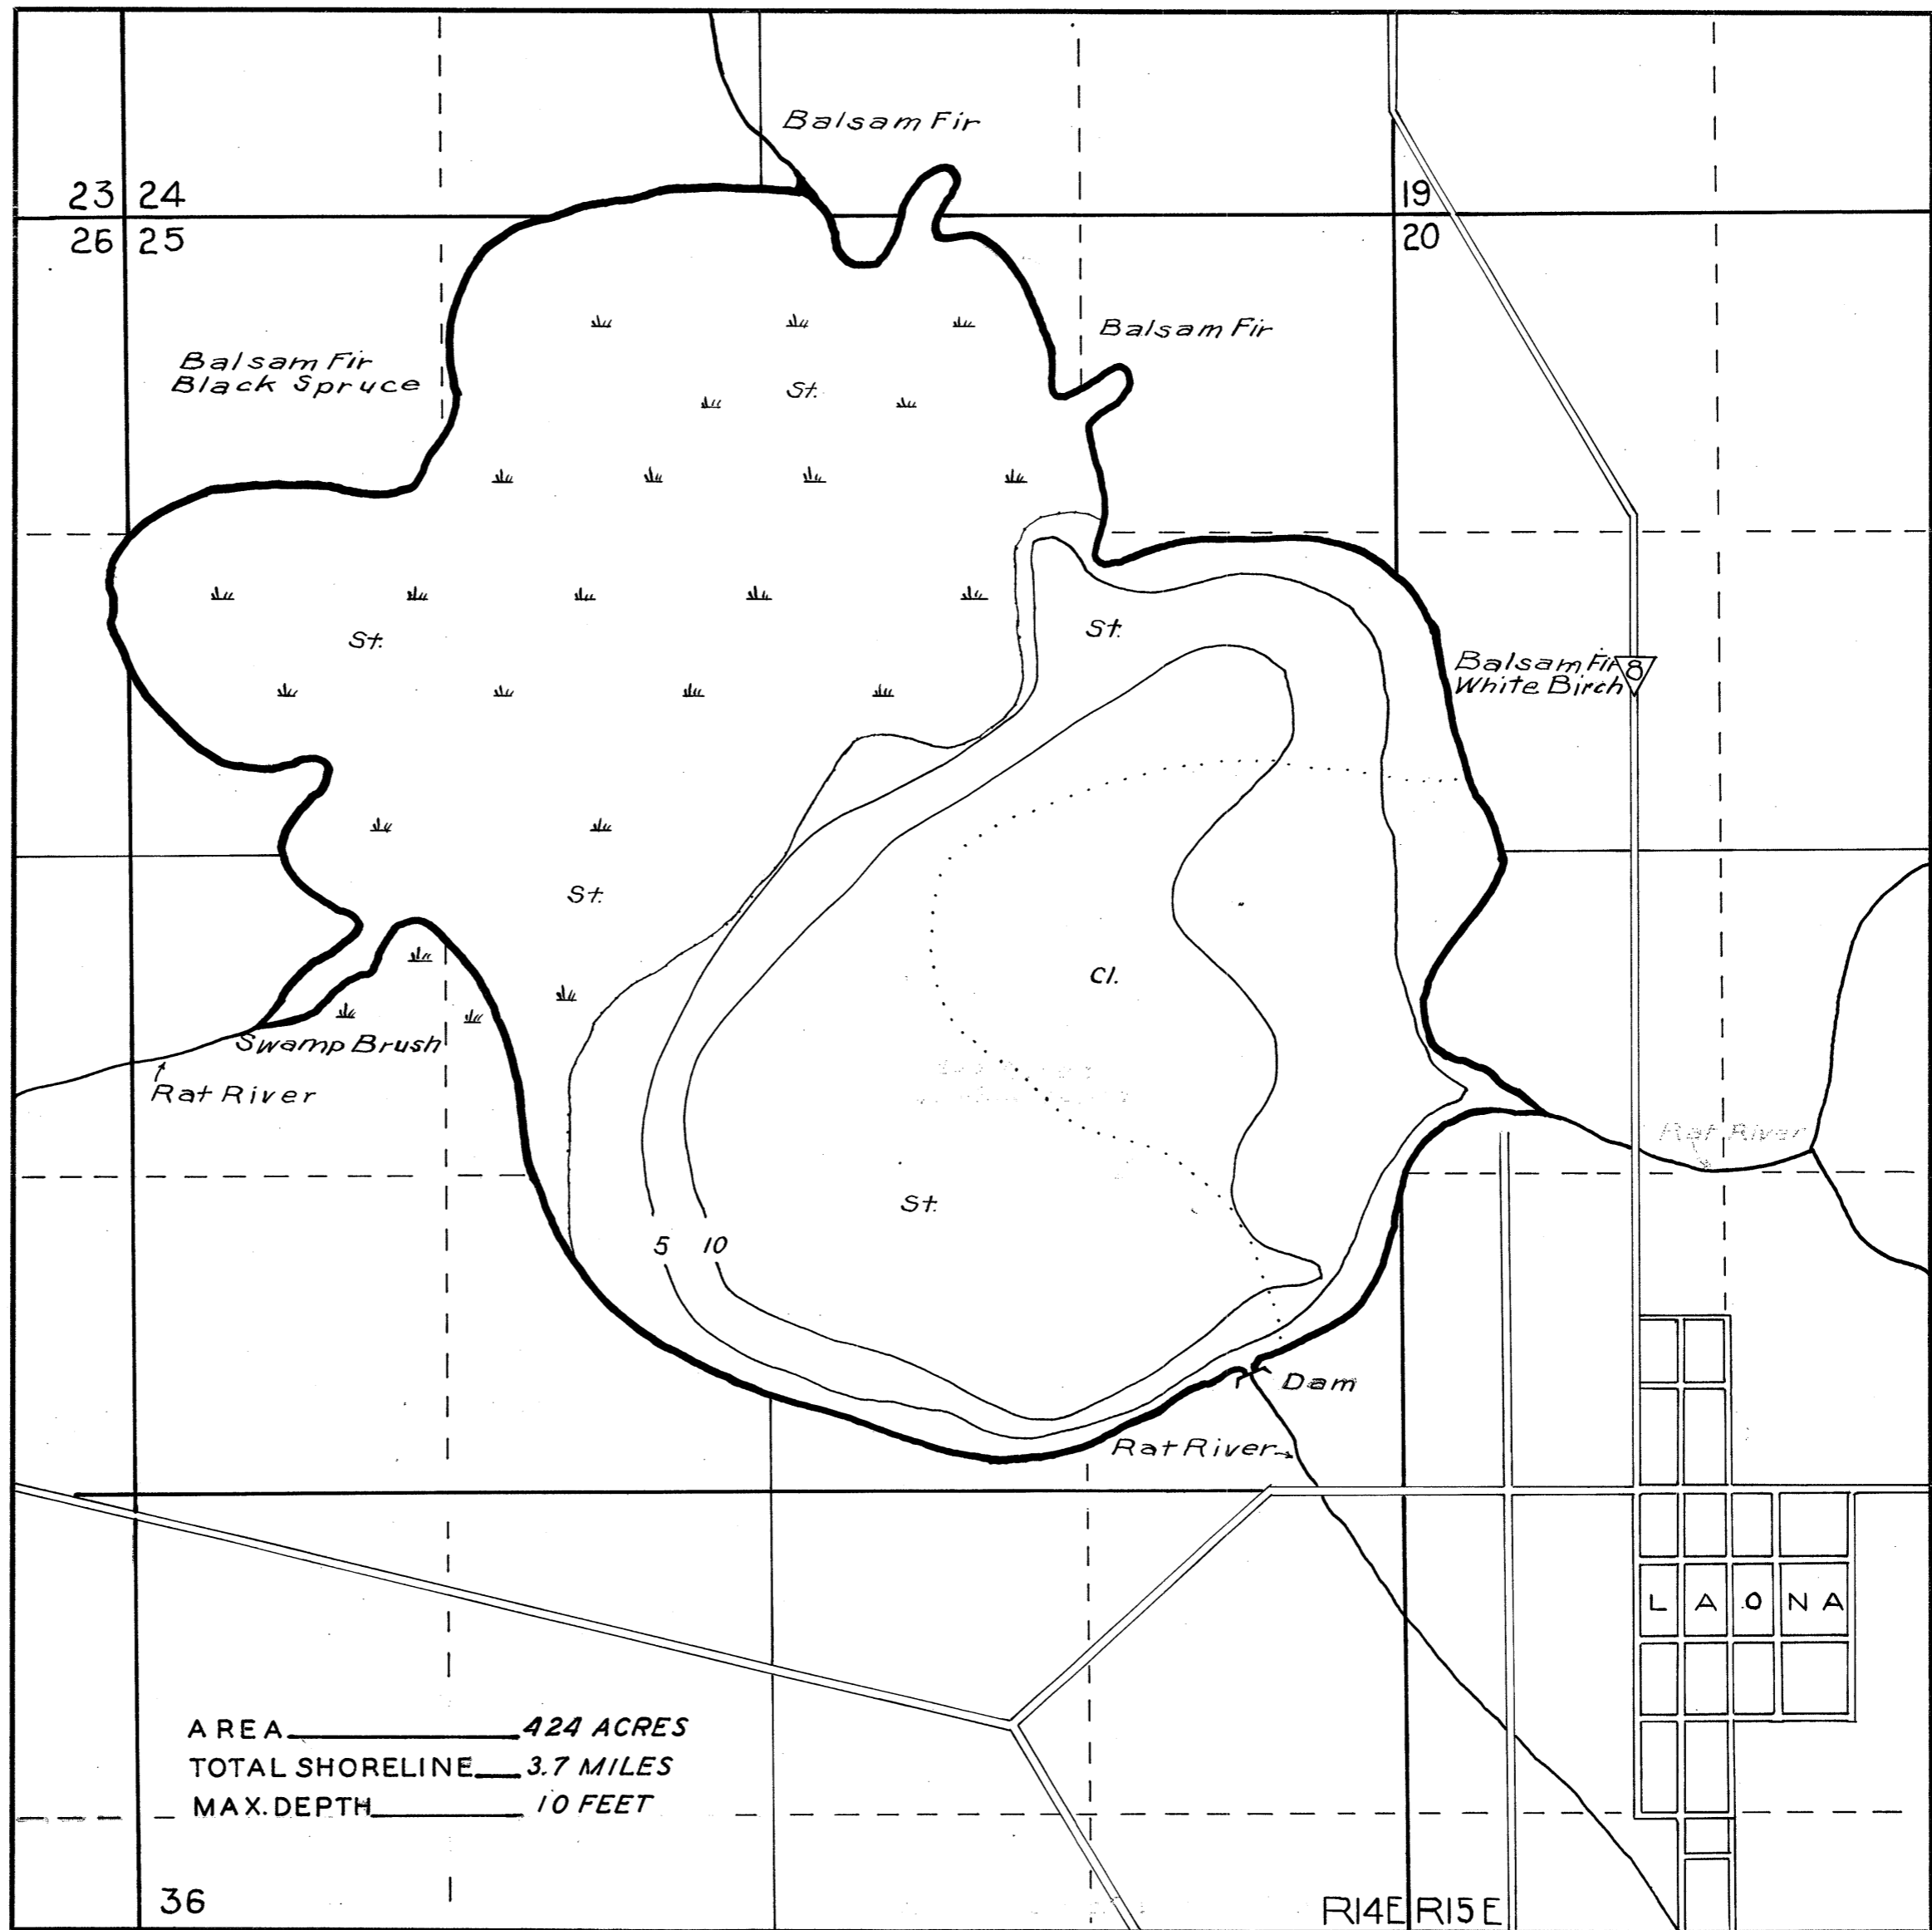 Balsam Fir
23 24
19
26 25
20
Balsam Fir
Balsam Fir
Black Spruce
St.
St.
St.
Balsam Fir
White Birch
8
St.
Cl.
Swamp Brush
Rat River
Rat River
St.
5 10
Dam
Rat River
LAONA
AREA 424 ACRES
TOTAL SHORELINE 3.7 MILES
MAX. DEPTH 10 FEET
36
R14E R15E